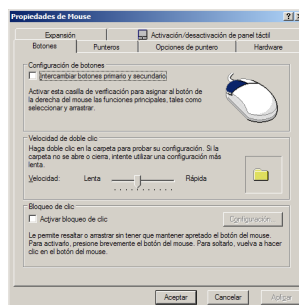 Propiedades de Mouse
Expansión
Activación/desactivación de panel táctil
Botones
Punteros
Opciones de puntero
Hardware
Configuración de botones
Intercambiar botones primario y secundario
Activar esta casilla de verificación para asignar al botón de
la derecha del mouse las funciones principales, tales como
seleccionar y arrastrar.
Velocidad de doble clic
Haga doble clic en la carpeta para probar su configuración. Si la
carpeta no se abre o cierra, intente utilizar una configuración más
lenta.
Velocidad:
Lenta
Rápida
Bloqueo de clic
Activar bloqueo de clic
Configuración...
Le permite resaltar o arrastrar sin tener que mantener apretado el botón del mouse.
Para activarlo, presione brevemente el botón del mouse. Para soltarlo, vuelva a hacer
clic en el botón del mouse.
Aceptar
Cancelar
Aplicar